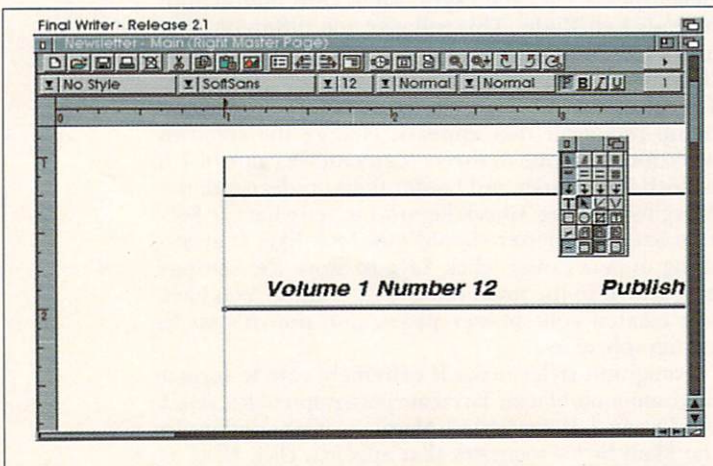 Final Writer - Release 2.1
Newsletter - Main (Right Master Page)
No Style SoftSans 12 Normal Normal P B I U 1
0 1 2 3
T
2
Volume 1 Number 12 Publish